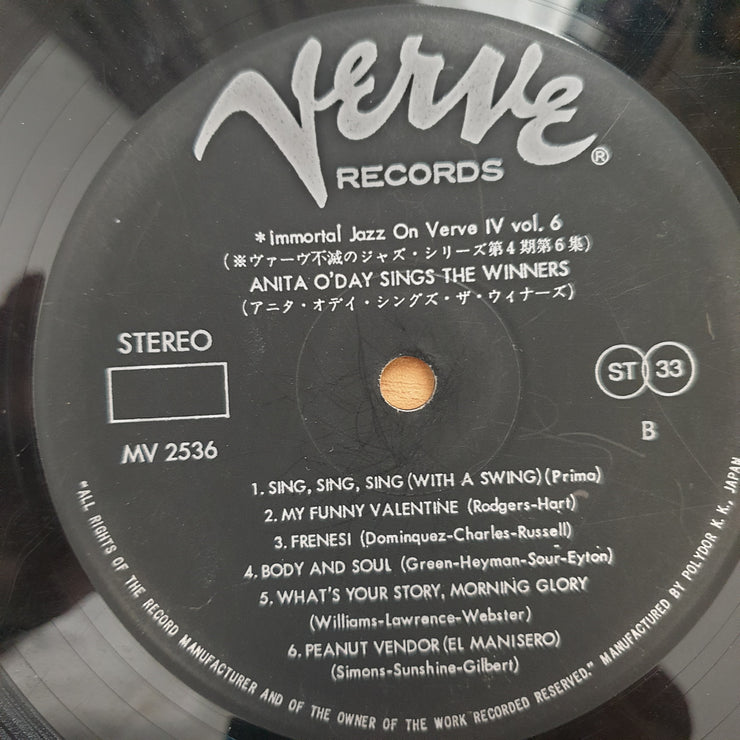 Verve
RECORDS ®
*immortal Jazz On Verve IV vol. 6
(※ヴァーヴ不滅のジャズ・シリーズ第4期第6集)
ANITA O'DAY SINGS THE WINNERS
(アニタ・オデイ・シングズ・ザ・ウィナーズ)
STEREO
ST 33
MV 2536
B
1. SING, SING, SING (WITH A SWING) (Prima)
2. MY FUNNY VALENTINE (Rodgers-Hart)
3. FRENESI (Dominquez-Charles-Russell)
4. BODY AND SOUL (Green-Heyman-Sour-Eyton)
5. WHAT'S YOUR STORY, MORNING GLORY
(Williams-Lawrence-Webster)
6. PEANUT VENDOR (EL MANISERO)
(Simons-Sunshine-Gilbert)
"ALL RIGHTS OF THE RECORD MANUFACTURER AND OF THE OWNER OF THE WORK RECORDED RESERVED." MANUFACTURED BY POLYDOR K. K., JAPAN